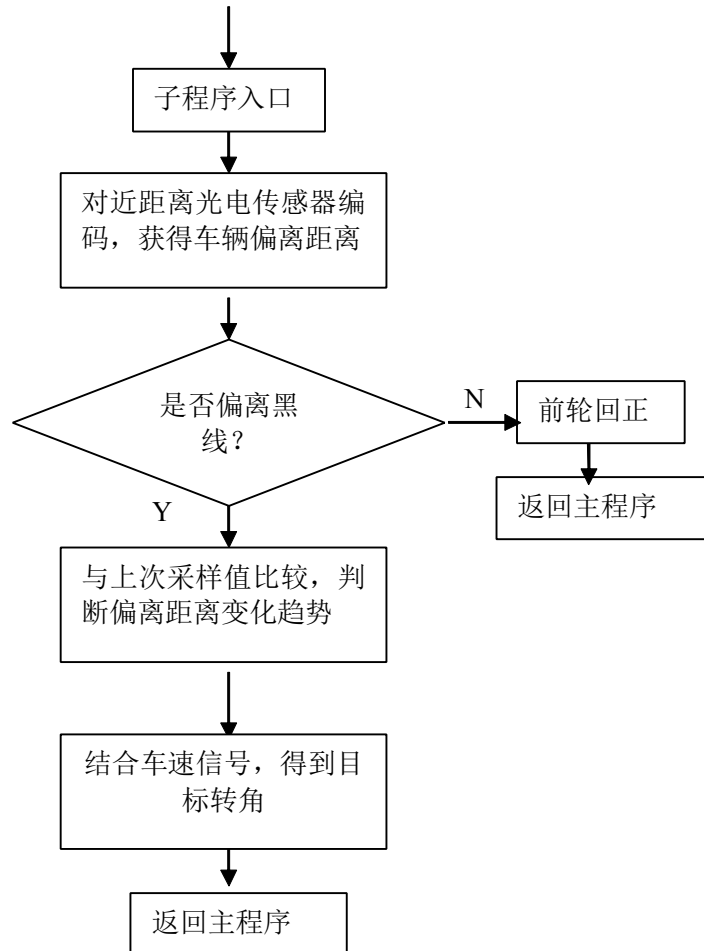 子程序入口
对近距离光电传感器编
码，获得车辆偏离距离
是否偏离黑
线？
N
前轮回正
返回主程序
Y
与上次采样值比较，判
断偏离距离变化趋势
结合车速信号，得到目
标转角
返回主程序